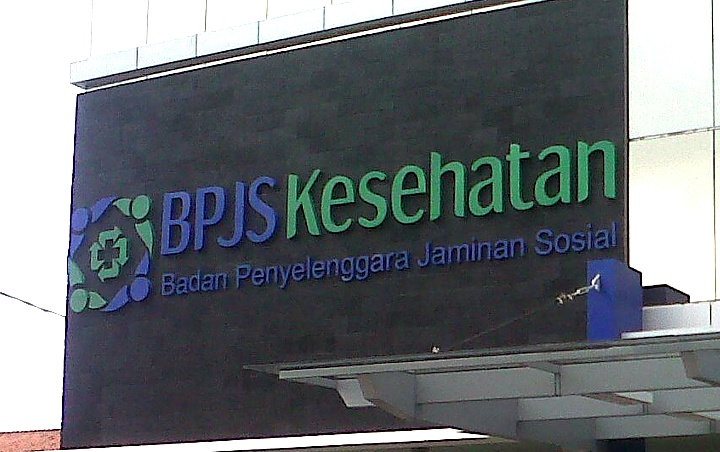 BPJS Kesehatan
Badan Penyelenggara Jaminan Sosial